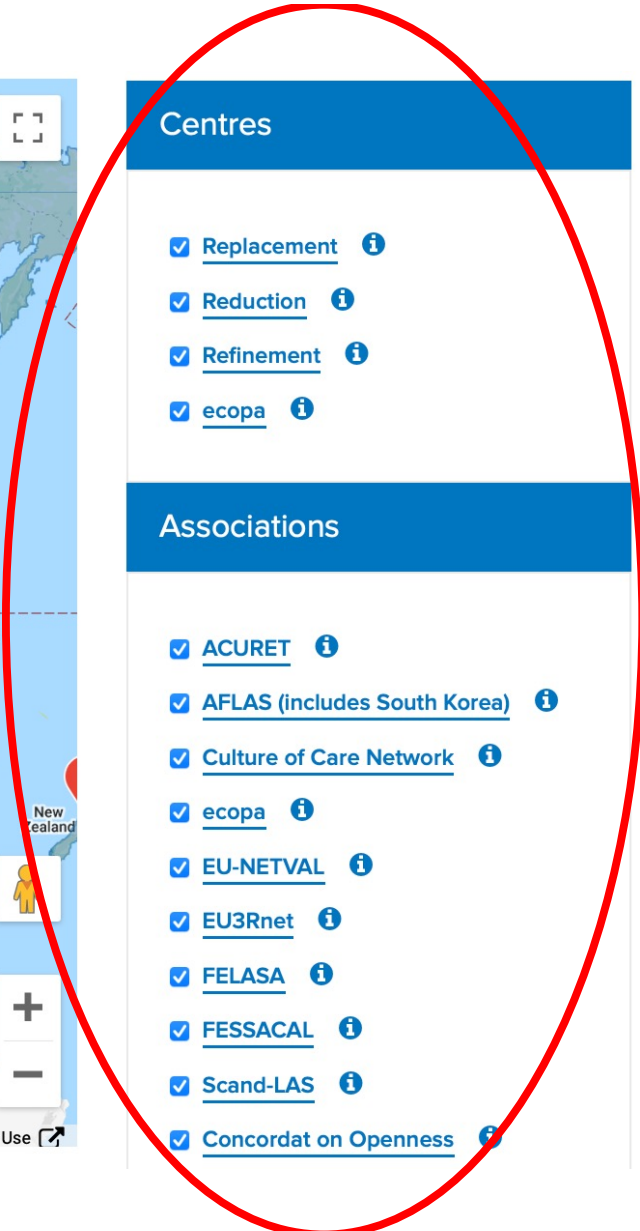 Centres
Replacement
Reduction
Refinement
ecopa
Associations
ACURET
AFLAS (includes South Korea)
Culture of Care Network
ecopa
EU-NETVAL
EU3Rnet
FELASA
FESSACAL
Scand-LAS
Concordat on Openness
New
Zealand
Use